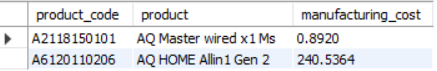 product_code product manufacturing_cost
A2118150101 AQ Master wired x1 Ms 0.8920
A6120110206 AQ HOME Allin1 Gen 2 240.5364